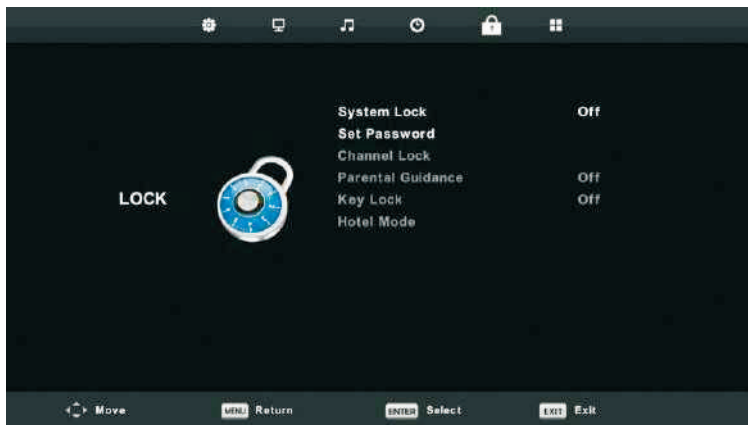 System Lock Off
Set Password
Channel Lock
Parental Guidance Off
LOCK
Key Lock Off
Hotel Mode
Move MENU Return ENTER Select EXIT Exit